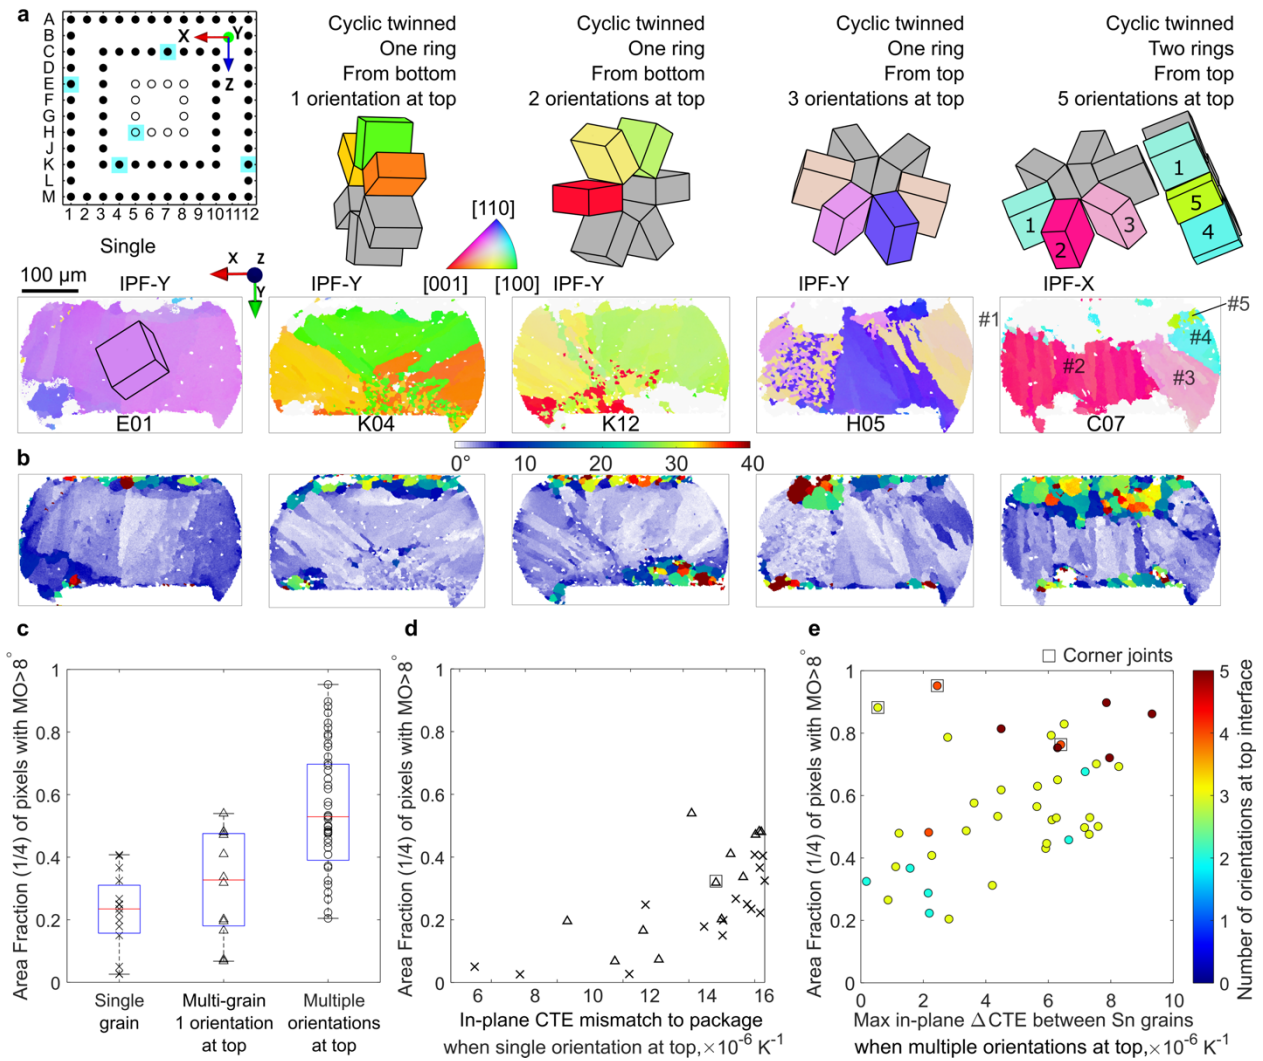 a
A
B
C
D
E
F
G
H
J
K
L
M
1 2 3 4 5 6 7 8 9 10 11 12
X
Y
Z
Cyclic twinned
One ring
From bottom
1 orientation at top
Cyclic twinned
One ring
From bottom
2 orientations at top
Cyclic twinned
One ring
From top
3 orientations at top
Cyclic twinned
Two rings
From top
5 orientations at top
1
2
3
1
5
4
[110]
[001]
[100]
Single
100 µm
X
Z
Y
IPF-Y
IPF-Y
IPF-Y
IPF-Y
IPF-X
#1
#2
#3
#4
#5
E01
K04
K12
H05
C07
b
0° 10 20 30 40
c
Area Fraction (1/4) of pixels with MO>8°
1
0.8
0.6
0.4
0.2
0
Single
grain
Multi-grain
1 orientation
at top
Multiple
orientations
at top
d
Area Fraction (1/4) of pixels with MO>8°
1
0.8
0.6
0.4
0.2
0
6 8 10 12 14 16
In-plane CTE mismatch to package
when single orientation at top,×10⁻⁶ K⁻¹
e
Corner joints
Area Fraction (1/4) of pixels with MO>8°
1
0.8
0.6
0.4
0.2
0
0 2 4 6 8 10
Max in-plane ΔCTE between Sn grains
when multiple orientations at top,×10⁻⁶ K⁻¹
5
4
3
2
1
0
Number of orientations at top interface